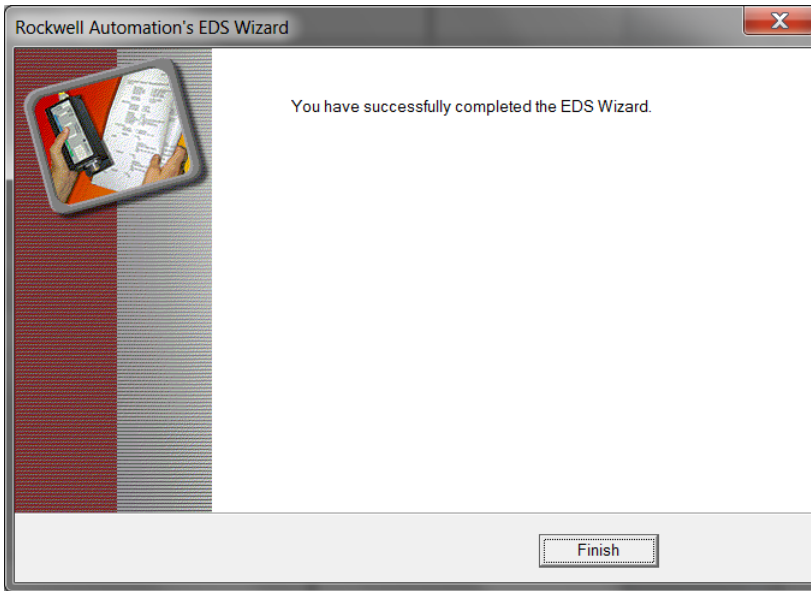 Rockwell Automation's EDS Wizard
You have successfully completed the EDS Wizard.
Finish